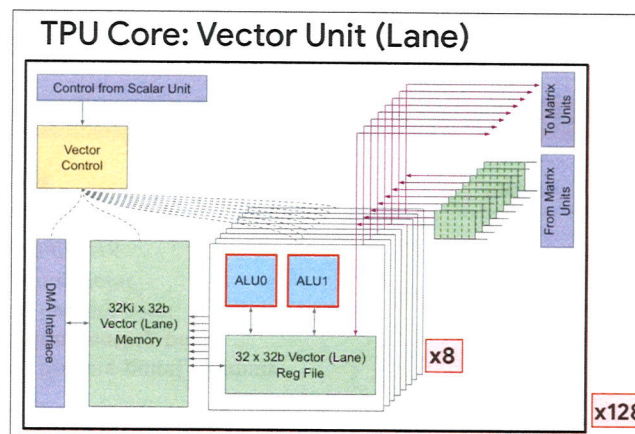 TPU Core: Vector Unit (Lane)
Control from Scalar Unit
Vector
Control
To Matrix
Units
From Matrix
Units
DMA Interface
32Ki x 32b
Vector (Lane)
Memory
ALU0
ALU1
32 x 32b Vector (Lane)
Reg File
x8
x128